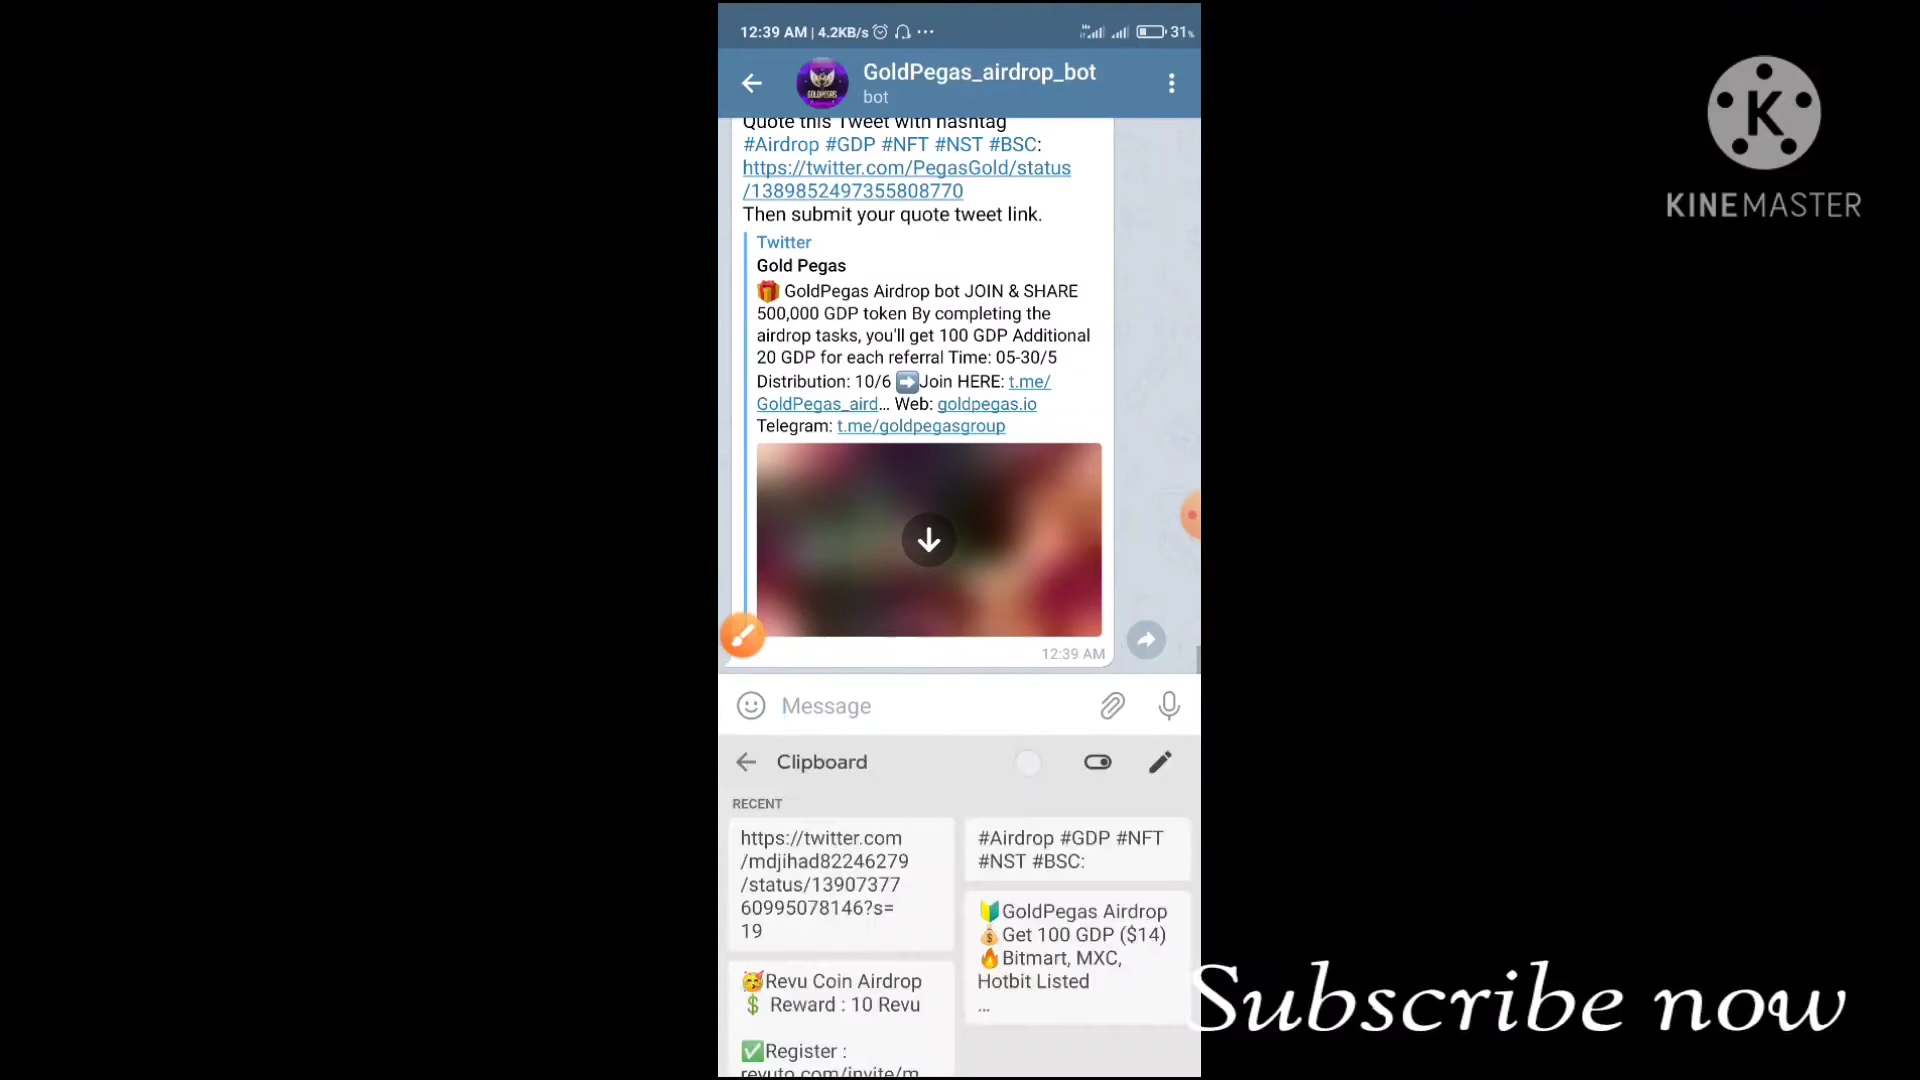 12:39 AM | 4.2KB/s
31%
GoldPegas_airdrop_bot
bot
Quote this Tweet with hashtag
#Airdrop #GDP #NFT #NST #BSC:
https://twitter.com/PegasGold/status
/1389852497355808770
Then submit your quote tweet link.
Twitter
Gold Pegas
🎁 GoldPegas Airdrop bot JOIN & SHARE
500,000 GDP token By completing the
airdrop tasks, you'll get 100 GDP Additional
20 GDP for each referral Time: 05-30/5
Distribution: 10/6 ➡️Join HERE: t.me/
GoldPegas_aird... Web: goldpegas.io
Telegram: t.me/goldpegasgroup
12:39 AM
Message
Clipboard
RECENT
https://twitter.com
/mdjihad82246279
/status/13907377
60995078146?s=
19
#Airdrop #GDP #NFT
#NST #BSC:
🔰GoldPegas Airdrop
💰Get 100 GDP ($14)
🔥Bitmart, MXC,
Hotbit Listed
...
🥳Revu Coin Airdrop
💲 Reward : 10 Revu
✅Register :
revuto.com/invite/m
K
KINEMASTER
Subscribe now